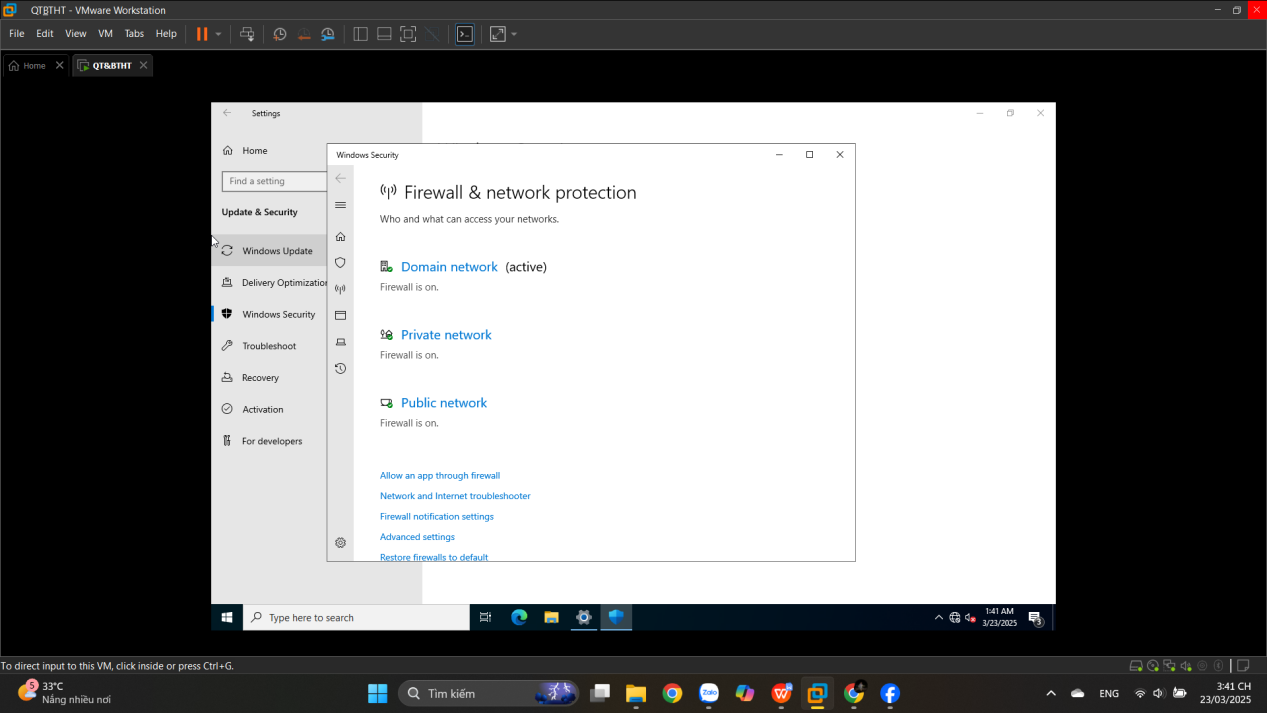 QTBTHT - VMware Workstation
File Edit View VM Tabs Help
Home QT&BTHT
Settings
Home
Find a setting
Update & Security
Windows Update
Delivery Optimization
Windows Security
Troubleshoot
Recovery
Activation
For developers
Windows Security
Firewall & network protection
Who and what can access your networks.
Domain network (active)
Firewall is on.
Private network
Firewall is on.
Public network
Firewall is on.
Allow an app through firewall
Network and Internet troubleshooter
Firewall notification settings
Advanced settings
Restore firewalls to default
Type here to search
1:41 AM
3/23/2025
3
To direct input to this VM, click inside or press Ctrl+G.
5
33°C
Nắng nhiều nơi
Tìm kiếm
Zalo
ENG
3:41 CH
23/03/2025